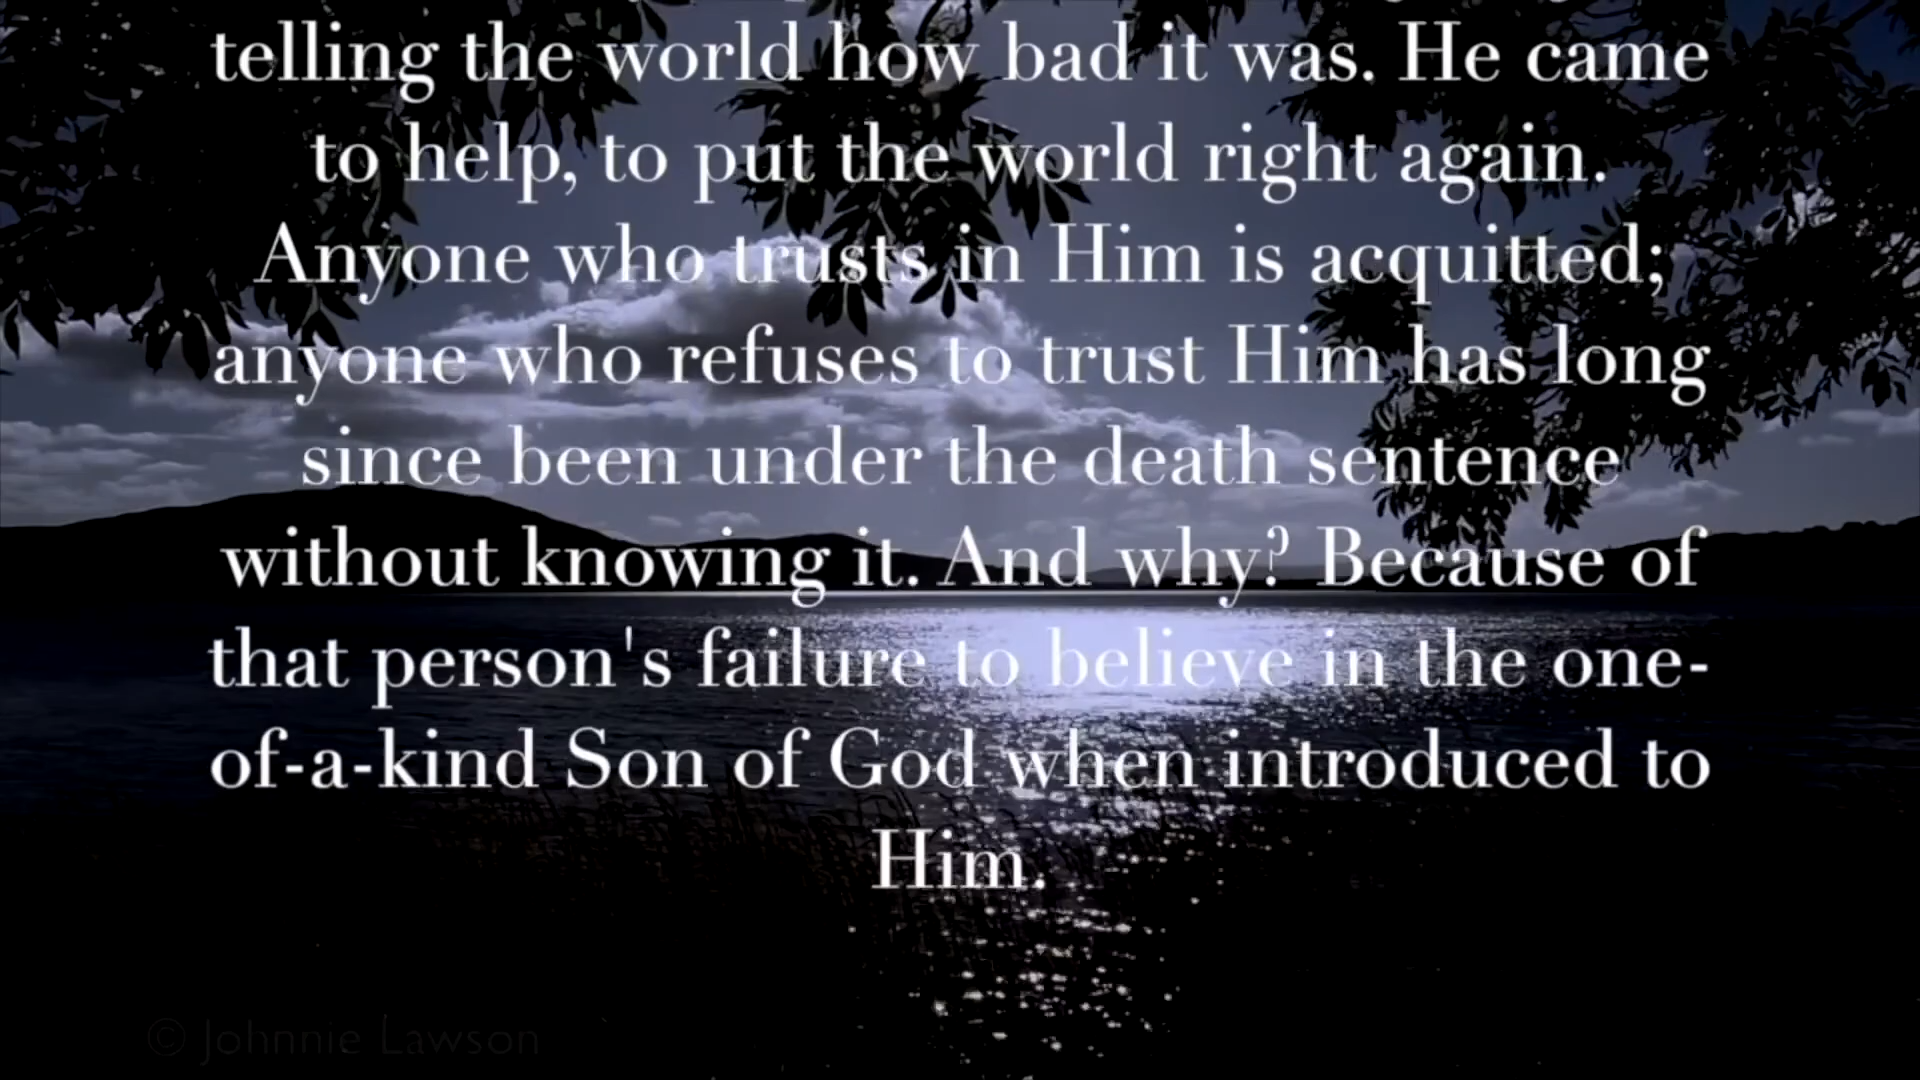 telling the world how bad it was. He came
to help, to put the world right again.
Anyone who trusts in Him is acquitted;
anyone who refuses to trust Him has long
since been under the death sentence
without knowing it. And why? Because of
that person's failure to believe in the one-
of-a-kind Son of God when introduced to
Him.
© Johnnie Lawson